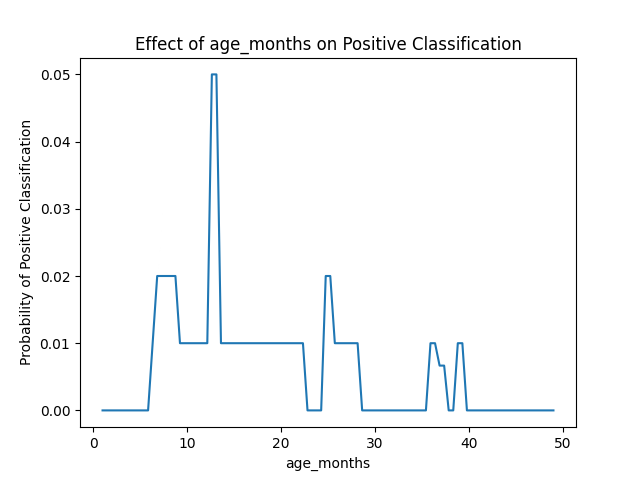 Effect of age_months on Positive Classification
Probability of Positive Classification
0.05
0.04
0.03
0.02
0.01
0.00
0 10 20 30 40 50
age_months